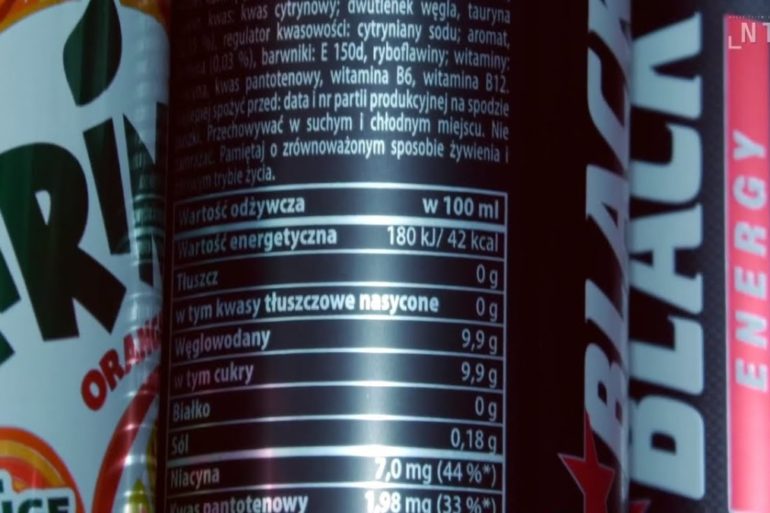 kwas: kwas cytrynowy; dwutlenek węgla, tauryna
%), regulator kwasowości: cytryniany sodu; aromat,
(0,03 %), barwniki: E 150d, ryboflawiny; witaminy:
kwas pantotenowy, witamina B6, witamina B12.
spożyć przed: data i nr partii produkcyjnej na spodzie
Przechowywać w suchym i chłodnym miejscu. Nie
zamrażać. Pamiętaj o zrównoważonym sposobie żywienia i
zdrowym trybie życia.
Wartość odżywcza w 100 ml
Wartość energetyczna 180 kJ/ 42 kcal
Tłuszcz 0 g
w tym kwasy tłuszczowe nasycone 0 g
Węglowodany 9,9 g
w tym cukry 9,9 g
Białko 0 g
Sól 0,18 g
Niacyna 7,0 mg (44 %*)
Kwas pantotenowy 1,98 mg (33 %*)
BLACK
BLACK
ENERGY
NT